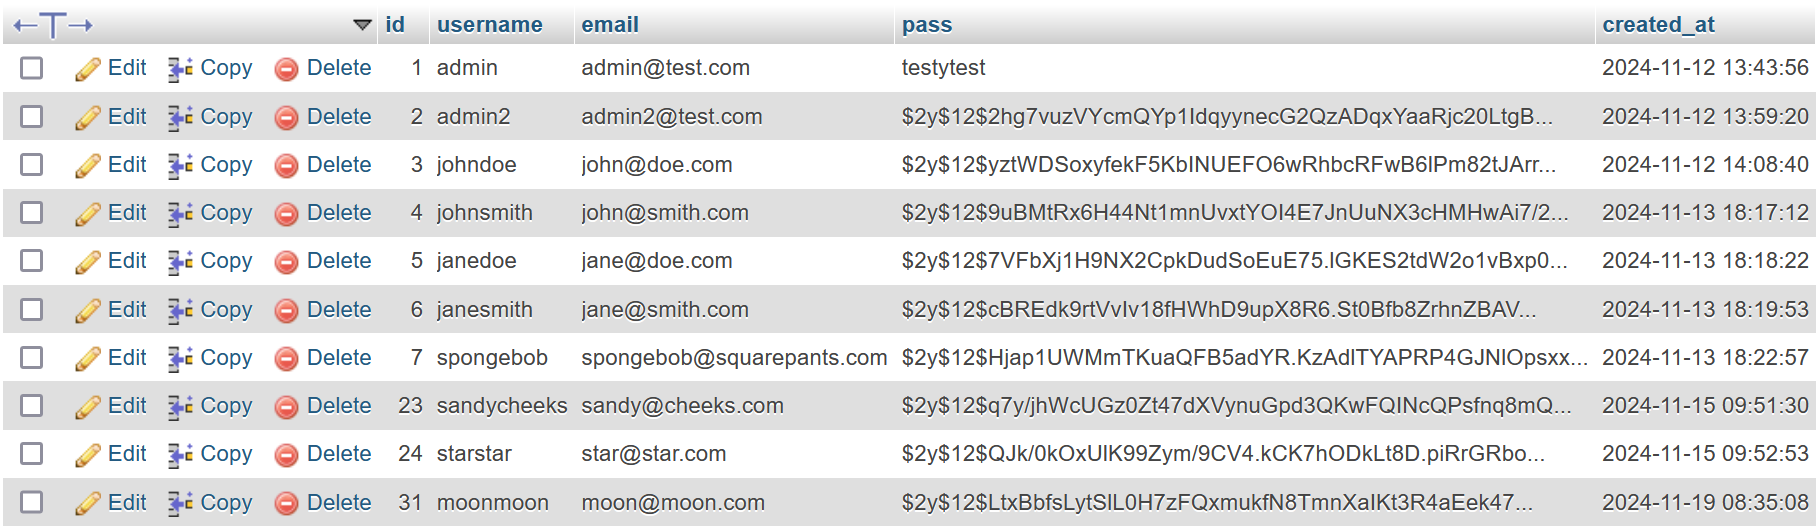 id username email pass created_at
Edit Copy Delete 1 admin admin@test.com testytest 2024-11-12 13:43:56
Edit Copy Delete 2 admin2 admin2@test.com $2y$12$2hg7vuzVYcmQYp1IdqyynecG2QzADqxYaaRjc20LtgB... 2024-11-12 13:59:20
Edit Copy Delete 3 johndoe john@doe.com $2y$12$yztWDSoxyfekF5KbINUEFO6wRhbcRFwB6lPm82tJArr... 2024-11-12 14:08:40
Edit Copy Delete 4 johnsmith john@smith.com $2y$12$9uBMtRx6H44Nt1mnUvxtYOI4E7JnUuNX3cHMHwAi7/2... 2024-11-13 18:17:12
Edit Copy Delete 5 janedoe jane@doe.com $2y$12$7VFbXj1H9NX2CpkDudSoEuE75.lGKES2tdW2o1vBxp0... 2024-11-13 18:18:22
Edit Copy Delete 6 janesmith jane@smith.com $2y$12$cBREdk9rtVvIv18fHWhD9upX8R6.St0Bfb8ZrhnZBAV... 2024-11-13 18:19:53
Edit Copy Delete 7 spongebob spongebob@squarepants.com $2y$12$Hjap1UWMmTKuaQFB5adYR.KzAdlTYAPRP4GJNlOpsxx... 2024-11-13 18:22:57
Edit Copy Delete 23 sandycheeks sandy@cheeks.com $2y$12$q7y/jhWcUGz0Zt47dXVynuGpd3QKwFQINcQPsfnq8mQ... 2024-11-15 09:51:30
Edit Copy Delete 24 starstar star@star.com $2y$12$QJk/0kOxUlK99Zym/9CV4.kCK7hODkLt8D.piRrGRbo... 2024-11-15 09:52:53
Edit Copy Delete 31 moonmoon moon@moon.com $2y$12$LtxBbfsLytSlL0H7zFQxmukfN8TmnXaIKt3R4aEek47... 2024-11-19 08:35:08